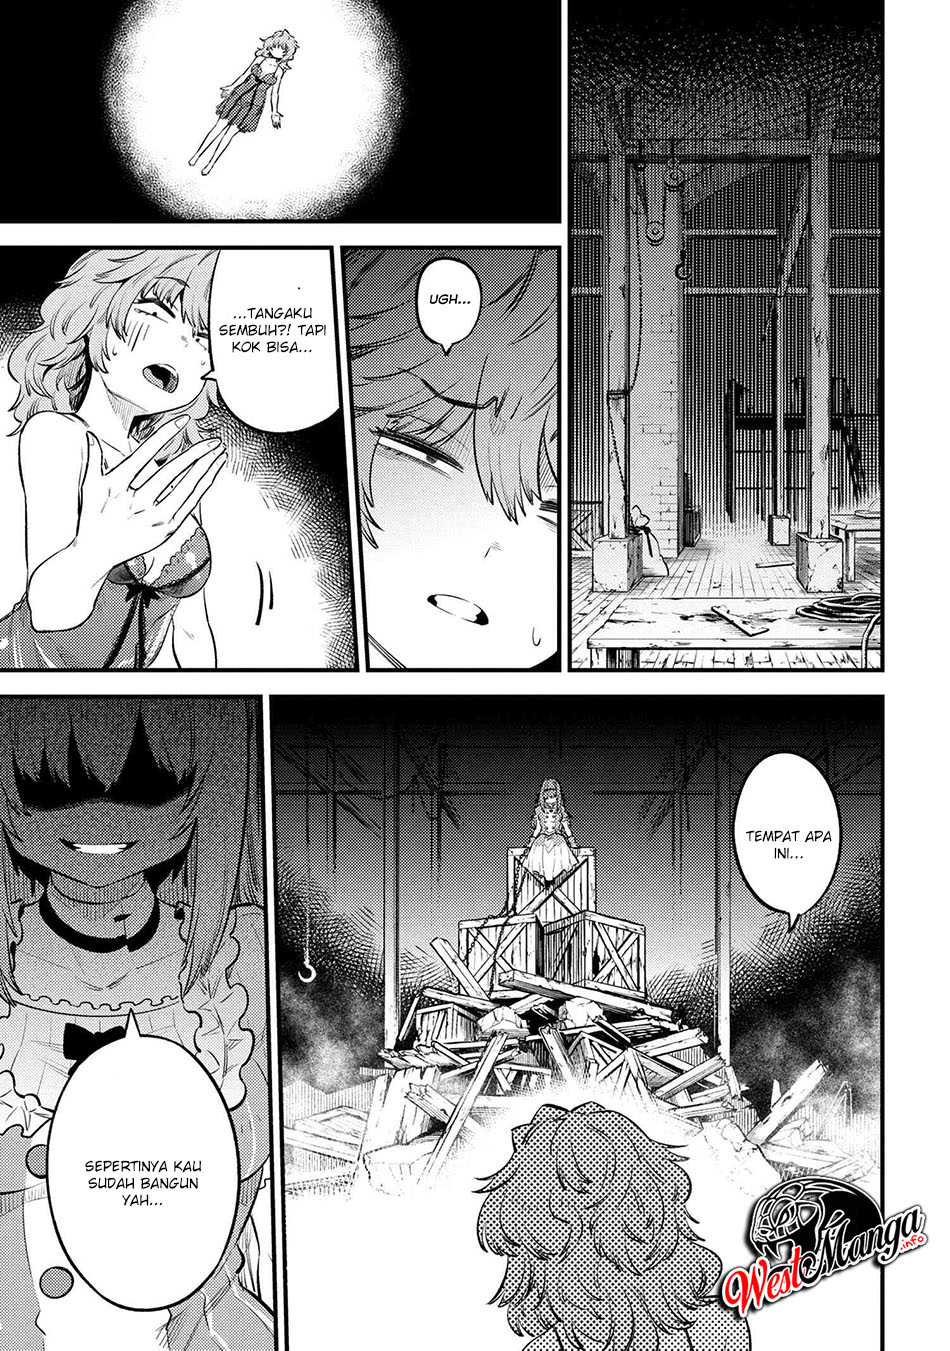 UGH...
...TANGAKU
SEMBUH?! TAPI
KOK BISA...
TEMPAT APA
INI...
SEPERTINYA KAU
SUDAH BANGUN
YAH...
WestManga
.info